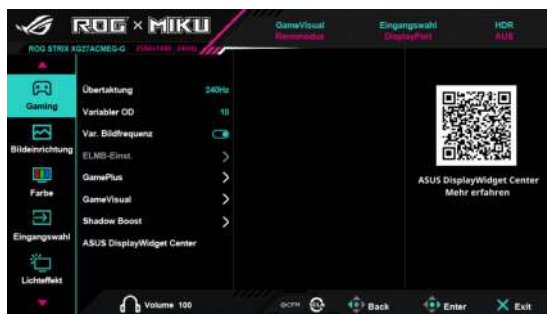 ROG × MIKU
GameVisual
Rennmodus
Eingangswahl
DisplayPort
HDR
AUS
ROG STRIX XG27ACMEG-G 2560x1440 240Hz
Gaming
Bildeinrichtung
Farbe
Eingangswahl
Lichteffekt
Übertaktung 240Hz
Variabler OD 10
Var. Bildfrequenz
ELMB-Einst.
GamePlus
GameVisual
Shadow Boost
ASUS DisplayWidget Center
ASUS DisplayWidget Center
Mehr erfahren
Volume 100
Back
Enter
Exit